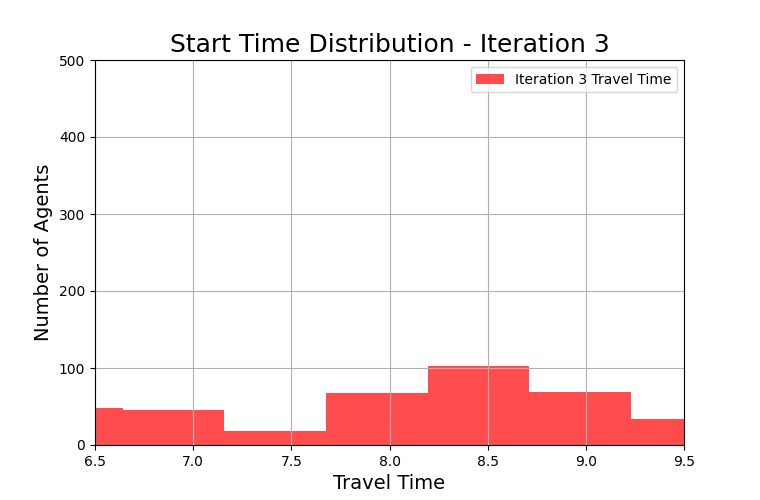 Start Time Distribution - Iteration 3
Iteration 3 Travel Time
Number of Agents
500
400
300
200
100
0
6.5 7.0 7.5 8.0 8.5 9.0 9.5
Travel Time